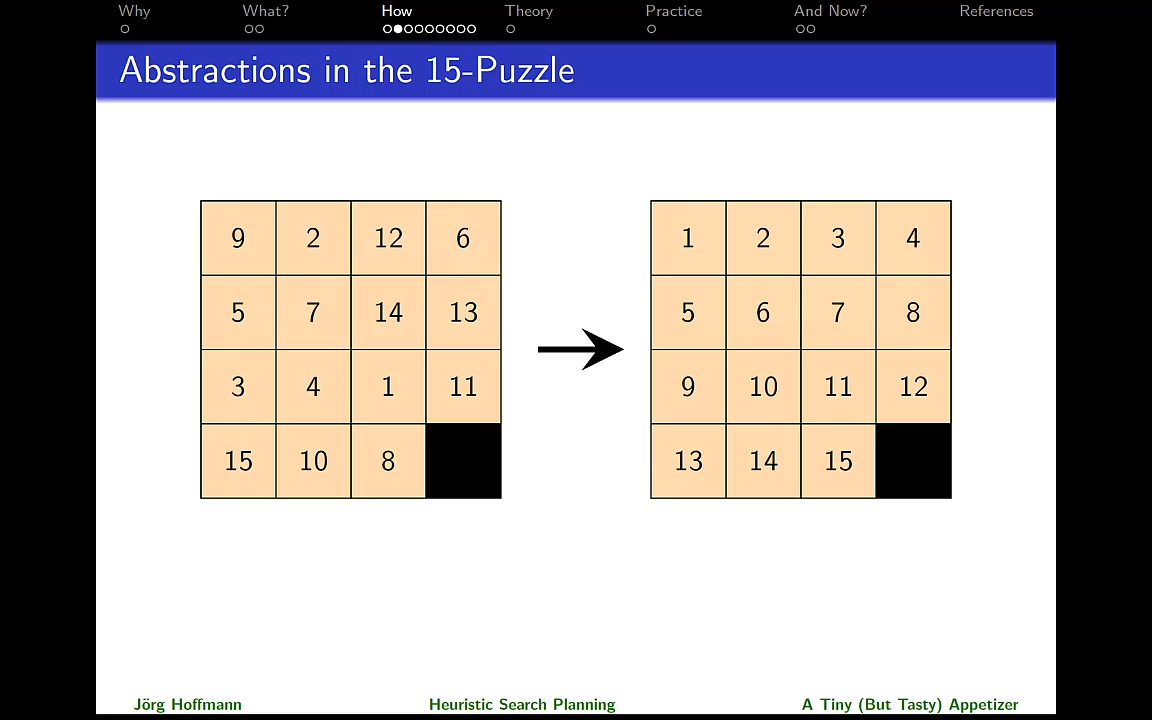 Why What? How Theory Practice And Now? References
Abstractions in the 15-Puzzle
9 2 12 6
5 7 14 13
3 4 1 11
15 10 8
1 2 3 4
5 6 7 8
9 10 11 12
13 14 15
Jörg Hoffmann Heuristic Search Planning A Tiny (But Tasty) Appetizer